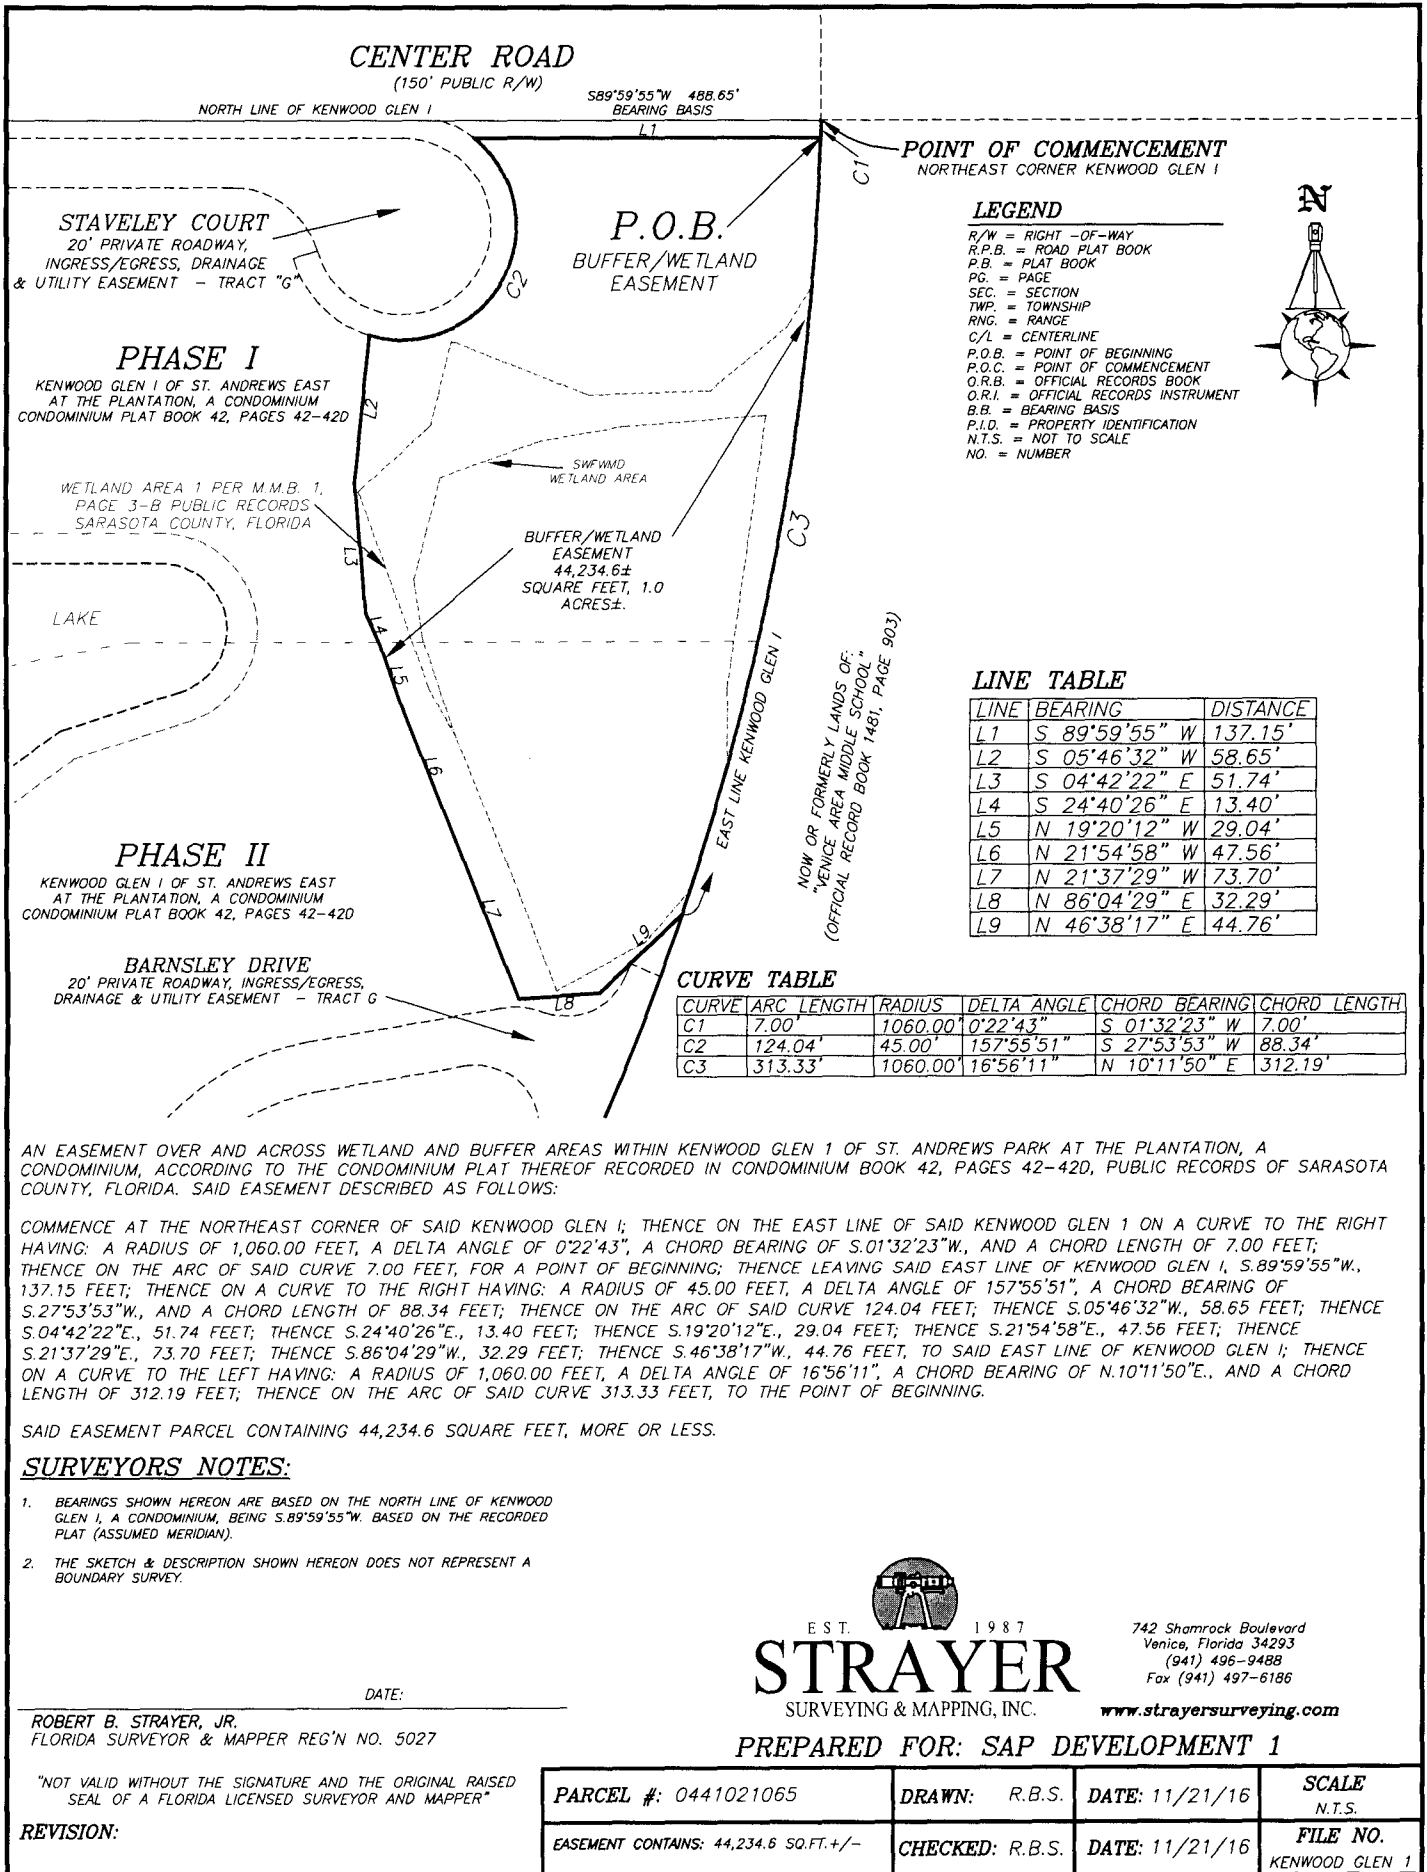 CENTER ROAD
(150' PUBLIC R/W)
NORTH LINE OF KENWOOD GLEN I
S89°59'55"W 488.65'
BEARING BASIS
L1
C1
POINT OF COMMENCEMENT
NORTHEAST CORNER KENWOOD GLEN I
STAVELEY COURT
20' PRIVATE ROADWAY,
INGRESS/EGRESS, DRAINAGE
& UTILITY EASEMENT - TRACT "G"
P.O.B.
BUFFER/WETLAND
EASEMENT
C2
LEGEND
R/W = RIGHT -OF-WAY
R.P.B. = ROAD PLAT BOOK
P.B. = PLAT BOOK
PG. = PAGE
SEC. = SECTION
TWP. = TOWNSHIP
RNG. = RANGE
C/L = CENTERLINE
P.O.B. = POINT OF BEGINNING
P.O.C. = POINT OF COMMENCEMENT
O.R.B. = OFFICIAL RECORDS BOOK
O.R.I. = OFFICIAL RECORDS INSTRUMENT
B.B. = BEARING BASIS
P.I.D. = PROPERTY IDENTIFICATION
N.T.S. = NOT TO SCALE
NO. = NUMBER
N
PHASE I
KENWOOD GLEN I OF ST. ANDREWS EAST
AT THE PLANTATION, A CONDOMINIUM
CONDOMINIUM PLAT BOOK 42, PAGES 42-42D
L2
SWFWMD
WETLAND AREA
WETLAND AREA 1 PER M.M.B. 1,
PAGE 3-B PUBLIC RECORDS
SARASOTA COUNTY, FLORIDA
L3
BUFFER/WETLAND
EASEMENT
44,234.6±
SQUARE FEET, 1.0
ACRES±.
C3
LAKE
L4
L5
L6
EAST LINE KENWOOD GLEN I
NOW OR FORMERLY LANDS OF:
"VENICE AREA MIDDLE SCHOOL"
(OFFICIAL RECORD BOOK 1481, PAGE 903)
LINE TABLE
LINE BEARING DISTANCE
L1 S 89°59'55" W 137.15'
L2 S 05°46'32" W 58.65'
L3 S 04°42'22" E 51.74'
L4 S 24°40'26" E 13.40'
L5 N 19°20'12" W 29.04'
L6 N 21°54'58" W 47.56'
L7 N 21°37'29" W 73.70'
L8 N 86°04'29" E 32.29'
L9 N 46°38'17" E 44.76'
PHASE II
KENWOOD GLEN I OF ST. ANDREWS EAST
AT THE PLANTATION, A CONDOMINIUM
CONDOMINIUM PLAT BOOK 42, PAGES 42-42D
L7
L9
L8
BARNSLEY DRIVE
20' PRIVATE ROADWAY, INGRESS/EGRESS,
DRAINAGE & UTILITY EASEMENT - TRACT G
CURVE TABLE
CURVE ARC LENGTH RADIUS DELTA ANGLE CHORD BEARING CHORD LENGTH
C1 7.00' 1060.00' 0°22'43" S 01°32'23" W 7.00'
C2 124.04' 45.00' 157°55'51" S 27°53'53" W 88.34'
C3 313.33' 1060.00' 16°56'11" N 10°11'50" E 312.19'
AN EASEMENT OVER AND ACROSS WETLAND AND BUFFER AREAS WITHIN KENWOOD GLEN 1 OF ST. ANDREWS PARK AT THE PLANTATION, A
CONDOMINIUM, ACCORDING TO THE CONDOMINIUM PLAT THEREOF RECORDED IN CONDOMINIUM BOOK 42, PAGES 42-42D, PUBLIC RECORDS OF SARASOTA
COUNTY, FLORIDA. SAID EASEMENT DESCRIBED AS FOLLOWS:
COMMENCE AT THE NORTHEAST CORNER OF SAID KENWOOD GLEN I; THENCE ON THE EAST LINE OF SAID KENWOOD GLEN 1 ON A CURVE TO THE RIGHT
HAVING: A RADIUS OF 1,060.00 FEET, A DELTA ANGLE OF 0°22'43", A CHORD BEARING OF S.01°32'23"W., AND A CHORD LENGTH OF 7.00 FEET;
THENCE ON THE ARC OF SAID CURVE 7.00 FEET, FOR A POINT OF BEGINNING; THENCE LEAVING SAID EAST LINE OF KENWOOD GLEN I, S.89°59'55"W.,
137.15 FEET; THENCE ON A CURVE TO THE RIGHT HAVING: A RADIUS OF 45.00 FEET, A DELTA ANGLE OF 157°55'51", A CHORD BEARING OF
S.27°53'53"W., AND A CHORD LENGTH OF 88.34 FEET; THENCE ON THE ARC OF SAID CURVE 124.04 FEET; THENCE S.05°46'32"W., 58.65 FEET; THENCE
S.04°42'22"E., 51.74 FEET; THENCE S.24°40'26"E., 13.40 FEET; THENCE S.19°20'12"E., 29.04 FEET; THENCE S.21°54'58"E., 47.56 FEET; THENCE
S.21°37'29"E., 73.70 FEET; THENCE S.86°04'29"W., 32.29 FEET; THENCE S.46°38'17"W., 44.76 FEET, TO SAID EAST LINE OF KENWOOD GLEN I; THENCE
ON A CURVE TO THE LEFT HAVING: A RADIUS OF 1,060.00 FEET, A DELTA ANGLE OF 16°56'11", A CHORD BEARING OF N.10°11'50"E., AND A CHORD
LENGTH OF 312.19 FEET; THENCE ON THE ARC OF SAID CURVE 313.33 FEET, TO THE POINT OF BEGINNING.
SAID EASEMENT PARCEL CONTAINING 44,234.6 SQUARE FEET, MORE OR LESS.
SURVEYORS NOTES:
1. BEARINGS SHOWN HEREON ARE BASED ON THE NORTH LINE OF KENWOOD
GLEN I, A CONDOMINIUM, BEING S.89°59'55"W. BASED ON THE RECORDED
PLAT (ASSUMED MERIDIAN).
2. THE SKETCH & DESCRIPTION SHOWN HEREON DOES NOT REPRESENT A
BOUNDARY SURVEY.
EST. 1987
STRAYER
SURVEYING & MAPPING, INC.
742 Shamrock Boulevard
Venice, Florida 34293
(941) 496-9488
Fax (941) 497-6186
www.strayersurveying.com
DATE:
ROBERT B. STRAYER, JR.
FLORIDA SURVEYOR & MAPPER REG'N NO. 5027
PREPARED FOR: SAP DEVELOPMENT 1
"NOT VALID WITHOUT THE SIGNATURE AND THE ORIGINAL RAISED
SEAL OF A FLORIDA LICENSED SURVEYOR AND MAPPER"
REVISION:
PARCEL #: 0441021065
DRAWN: R.B.S.
DATE: 11/21/16
SCALE
N.T.S.
EASEMENT CONTAINS: 44,234.6 SQ.FT.+/-
CHECKED: R.B.S.
DATE: 11/21/16
FILE NO.
KENWOOD GLEN 1